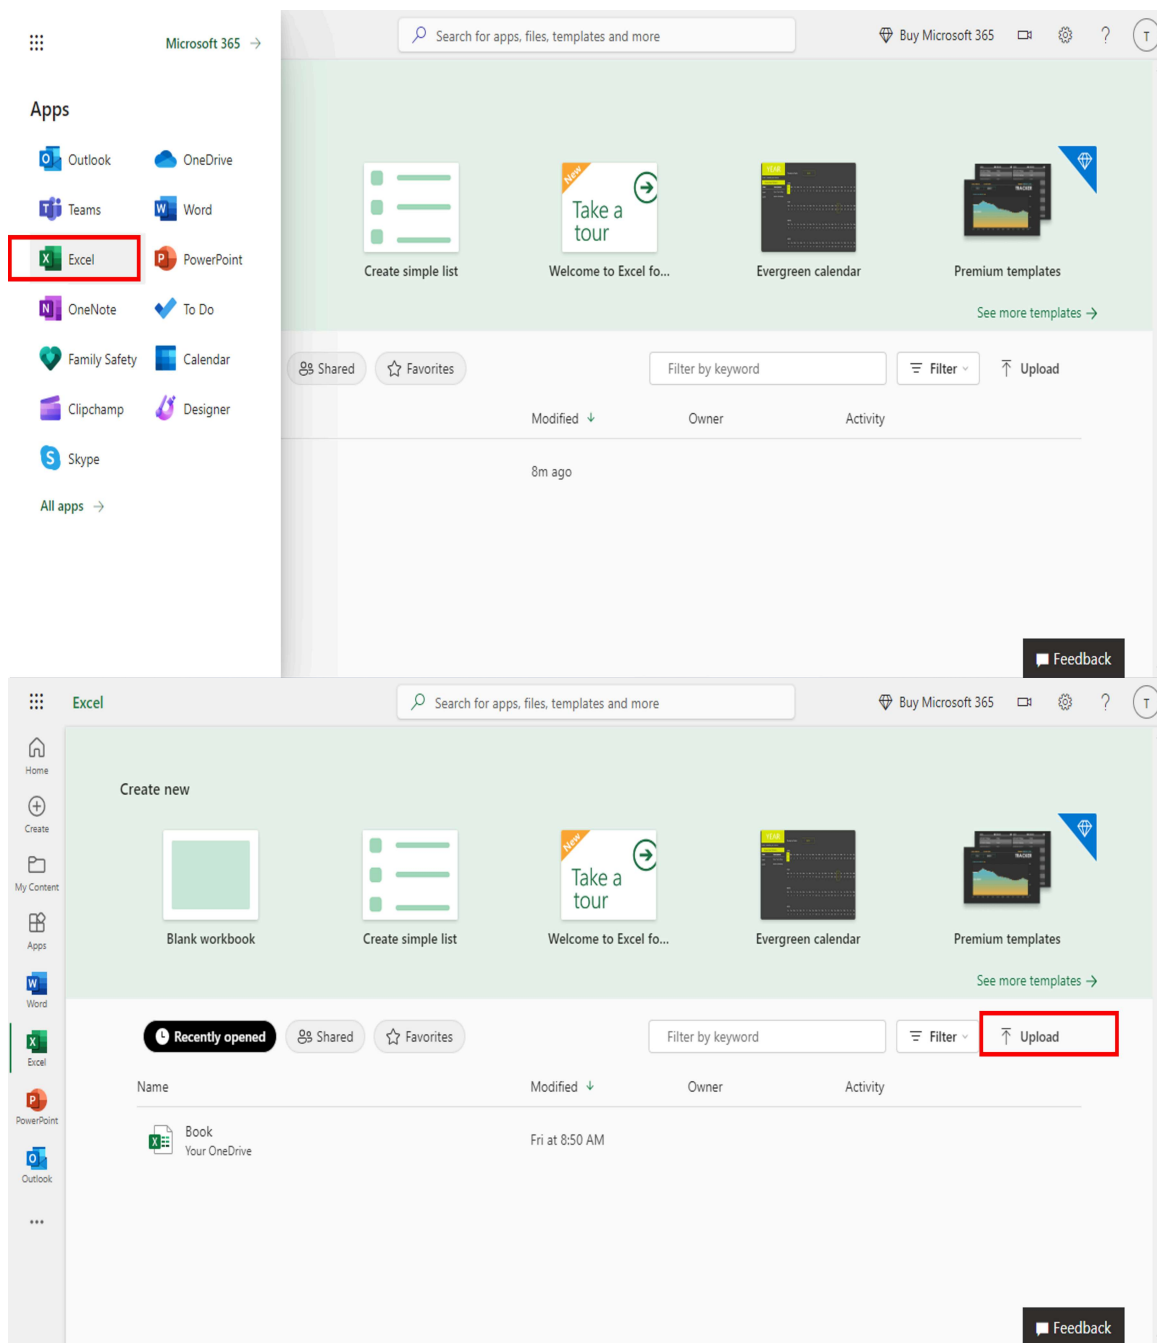 Microsoft 365 →
Search for apps, files, templates and more
Buy Microsoft 365
?
T
Apps
Outlook
OneDrive
Teams
Word
Excel
PowerPoint
OneNote
To Do
Family Safety
Calendar
Clipchamp
Designer
Skype
All apps →
New
Take a
tour
YEAR
TRACKER
Create simple list
Welcome to Excel fo...
Evergreen calendar
Premium templates
See more templates →
Shared
Favorites
Filter by keyword
Filter
Upload
Modified ↓
Owner
Activity
8m ago
Feedback
Excel
Search for apps, files, templates and more
Buy Microsoft 365
?
T
Home
Create
My Content
Apps
Word
Excel
PowerPoint
Outlook
...
Create new
New
Take a
tour
YEAR
TRACKER
Blank workbook
Create simple list
Welcome to Excel fo...
Evergreen calendar
Premium templates
See more templates →
Recently opened
Shared
Favorites
Filter by keyword
Filter
Upload
Name
Modified ↓
Owner
Activity
Book
Your OneDrive
Fri at 8:50 AM
Feedback